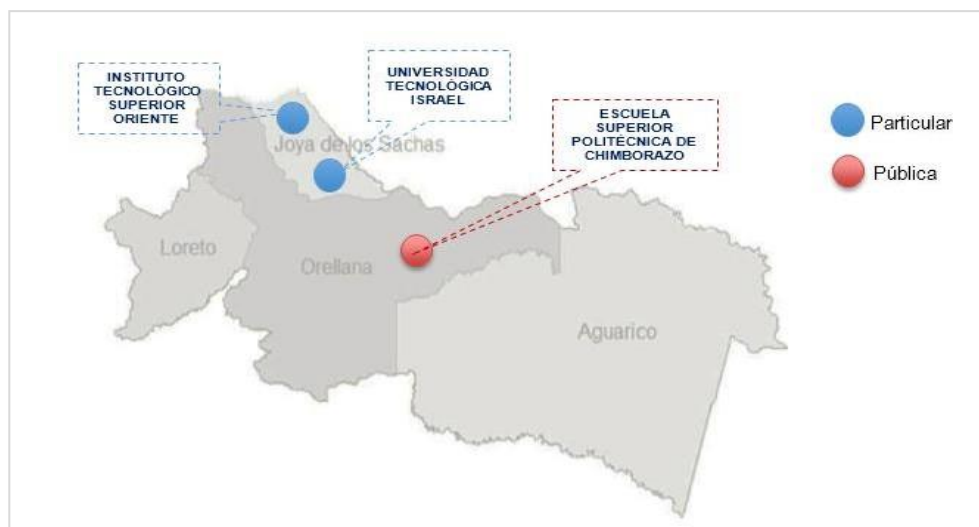 INSTITUTO
TECNOLÓGICO
SUPERIOR
ORIENTE
UNIVERSIDAD
TECNOLÓGICA
ISRAEL
ESCUELA
SUPERIOR
POLITÉCNICA DE
CHIMBORAZO
Particular
Pública
Joya de los Sachas
Loreto
Orellana
Aguarico